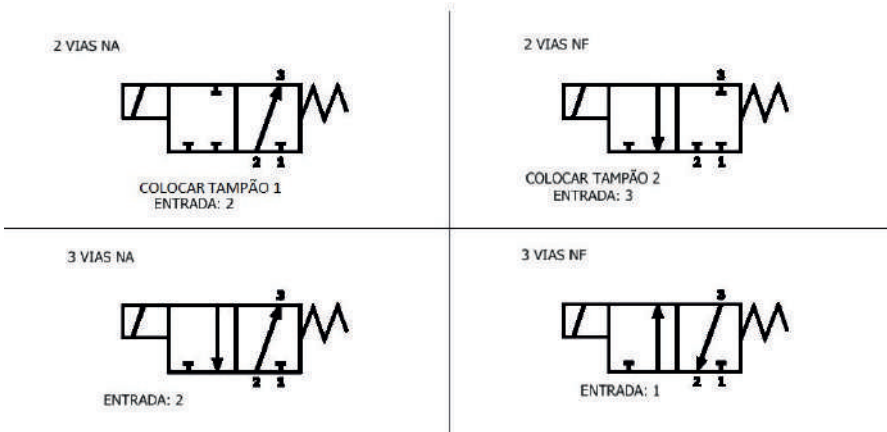 2 VIAS NA
3
2 1
COLOCAR TAMPÃO 1
ENTRADA: 2
2 VIAS NF
3
2 1
COLOCAR TAMPÃO 2
ENTRADA: 3
3 VIAS NA
3
2 1
ENTRADA: 2
3 VIAS NF
3
2 1
ENTRADA: 1